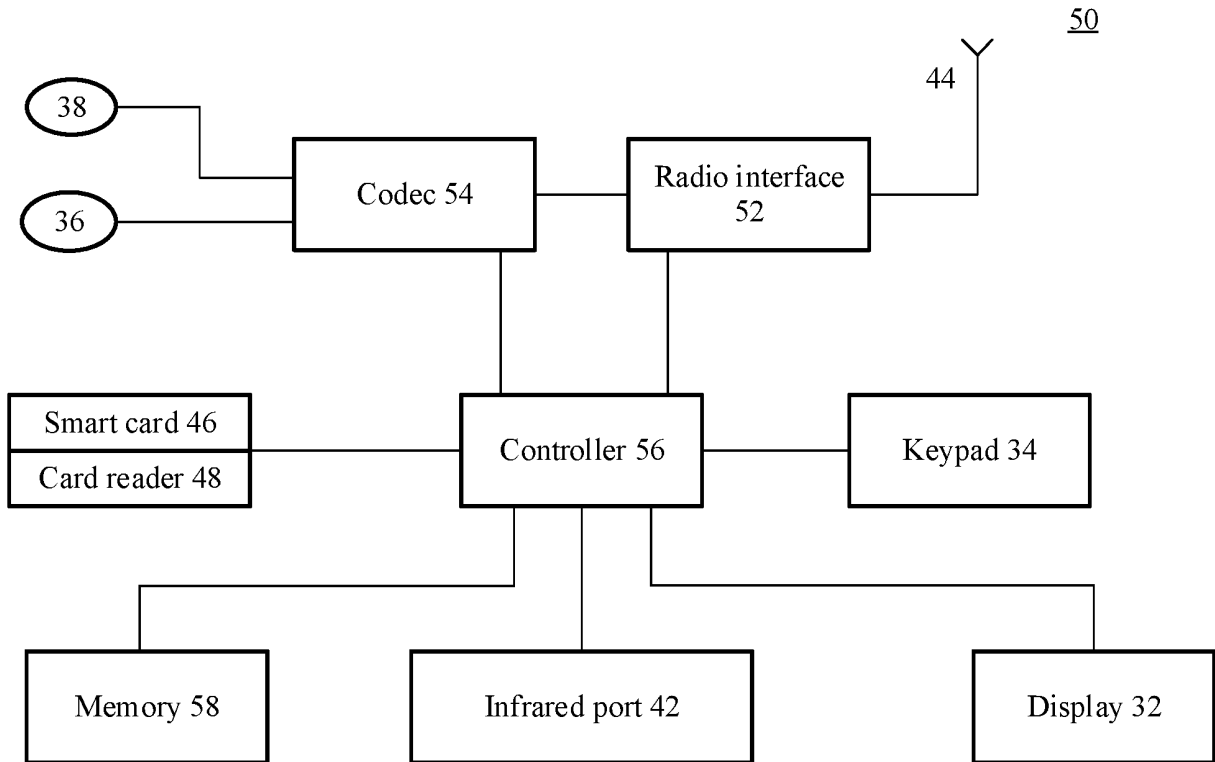 50
44
38
Codec 54
Radio interface
52
36
Smart card 46
Card reader 48
Controller 56
Keypad 34
Memory 58
Infrared port 42
Display 32